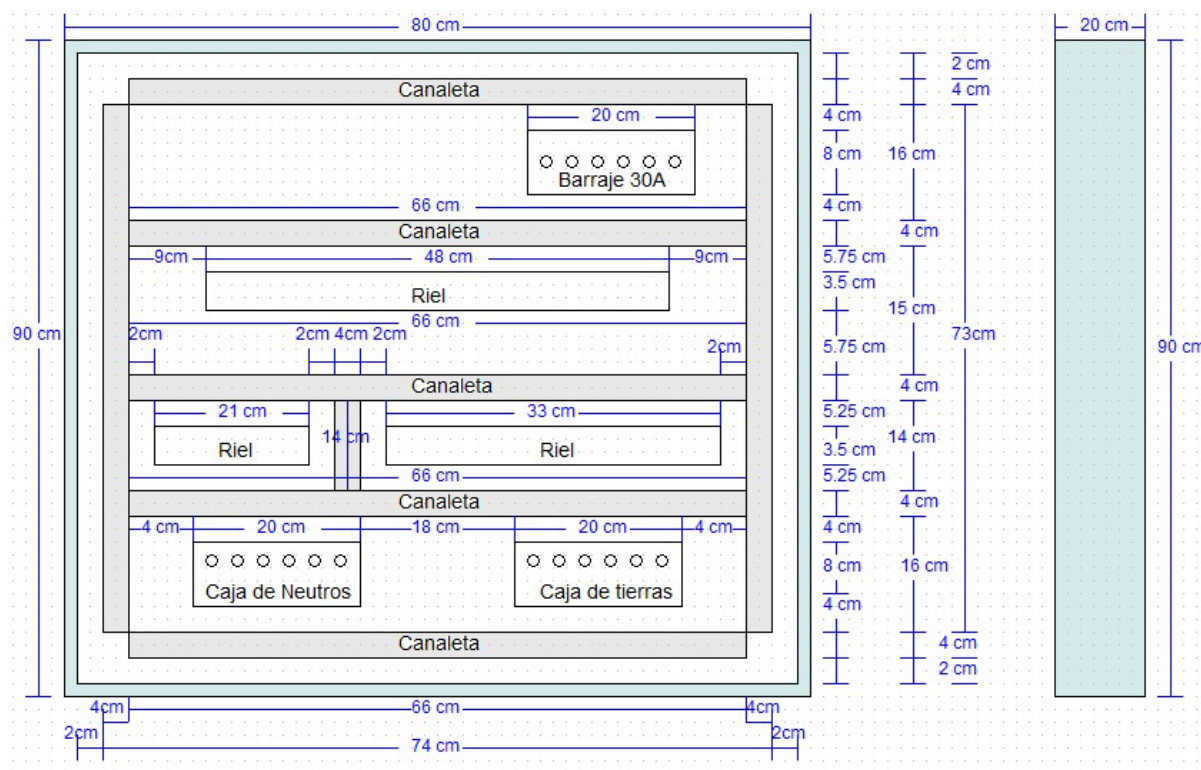 80 cm
20 cm
2 cm
Canaleta
4 cm
20 cm
4 cm
8 cm
16 cm
Barraje 30A
66 cm
4 cm
Canaleta
4 cm
9cm
48 cm
9cm
5.75 cm
3.5 cm
Riel
15 cm
66 cm
90 cm
2cm
2cm
4cm
2cm
2cm
5.75 cm
73cm
90 cm
Canaleta
4 cm
21 cm
33 cm
5.25 cm
14 cm
14 cm
Riel
Riel
3.5 cm
66 cm
5.25 cm
Canaleta
4 cm
4 cm
20 cm
18 cm
20 cm
4 cm
4 cm
8 cm
16 cm
Caja de Neutros
Caja de tierras
4 cm
Canaleta
4 cm
2 cm
4cm
66 cm
4cm
2cm
2cm
74 cm